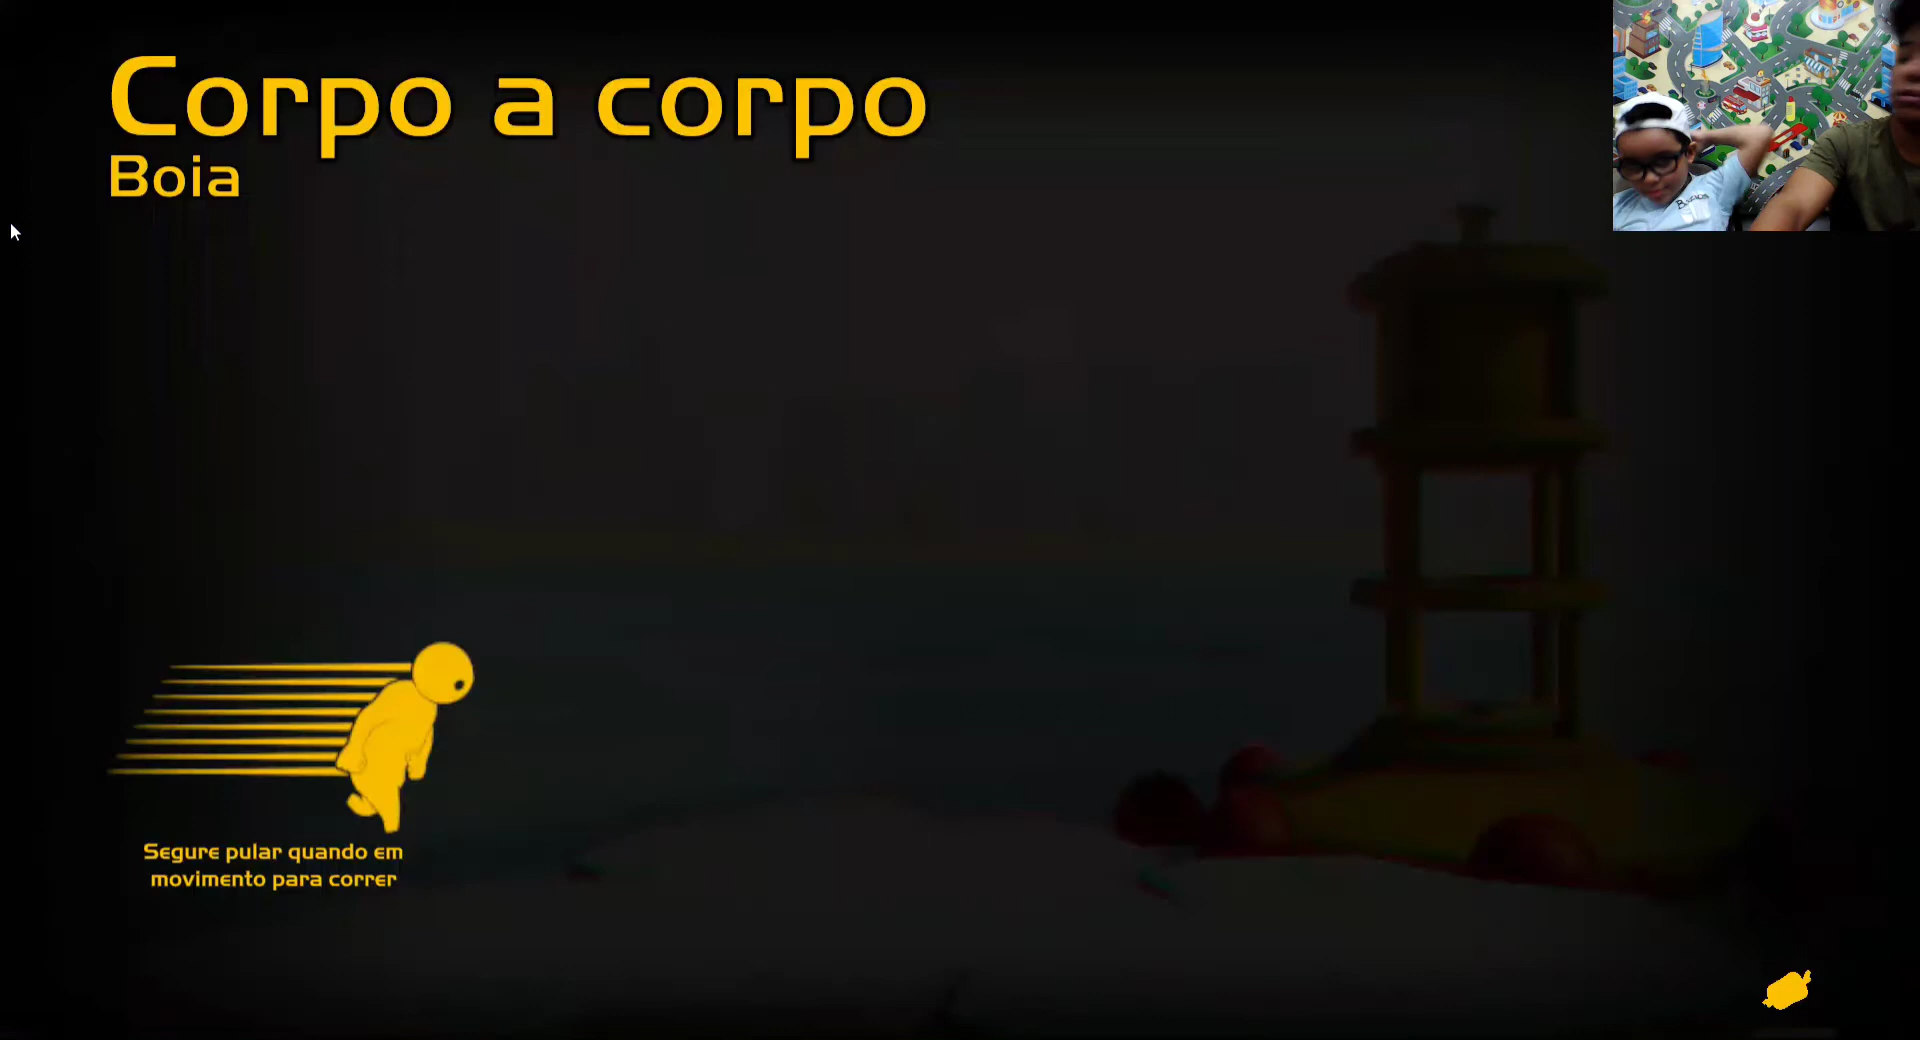 Corpo a corpo
Boia
Segure pular quando em
movimento para correr